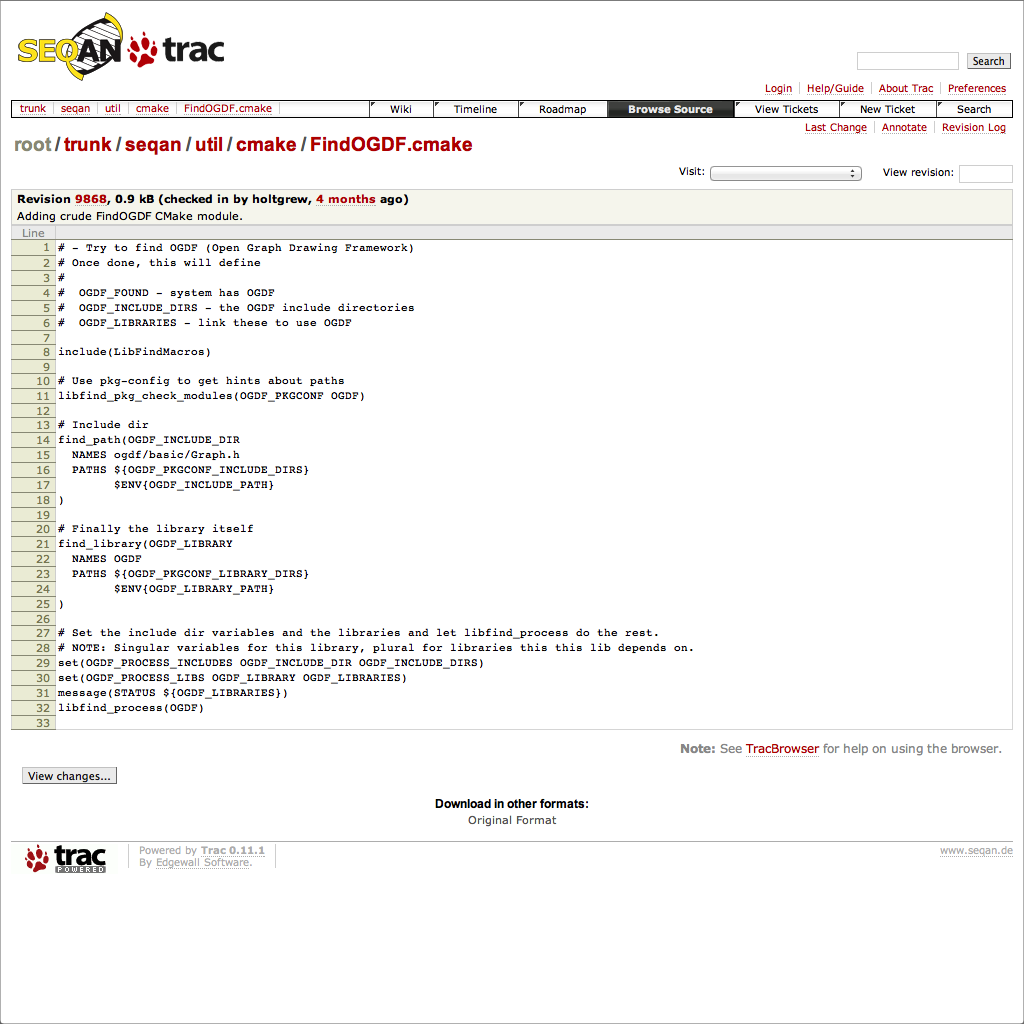 SEQAN trac
Search
Login Help/Guide About Trac Preferences
trunk seqan util cmake FindOGDF.cmake Wiki Timeline Roadmap Browse Source View Tickets New Ticket Search
Last Change Annotate Revision Log
root/trunk/seqan/util/cmake/FindOGDF.cmake
Visit: View revision:
Revision 9868, 0.9 kB (checked in by holtgrew, 4 months ago)
Adding crude FindOGDF CMake module.
Line
1 # - Try to find OGDF (Open Graph Drawing Framework)
2 # Once done, this will define
3 #
4 #  OGDF_FOUND - system has OGDF
5 #  OGDF_INCLUDE_DIRS - the OGDF include directories
6 #  OGDF_LIBRARIES - link these to use OGDF
7
8 include(LibFindMacros)
9
10 # Use pkg-config to get hints about paths
11 libfind_pkg_check_modules(OGDF_PKGCONF OGDF)
12
13 # Include dir
14 find_path(OGDF_INCLUDE_DIR
15   NAMES ogdf/basic/Graph.h
16   PATHS ${OGDF_PKGCONF_INCLUDE_DIRS}
17         $ENV{OGDF_INCLUDE_PATH}
18 )
19
20 # Finally the library itself
21 find_library(OGDF_LIBRARY
22   NAMES OGDF
23   PATHS ${OGDF_PKGCONF_LIBRARY_DIRS}
24         $ENV{OGDF_LIBRARY_PATH}
25 )
26
27 # Set the include dir variables and the libraries and let libfind_process do the rest.
28 # NOTE: Singular variables for this library, plural for libraries this this lib depends on.
29 set(OGDF_PROCESS_INCLUDES OGDF_INCLUDE_DIR OGDF_INCLUDE_DIRS)
30 set(OGDF_PROCESS_LIBS OGDF_LIBRARY OGDF_LIBRARIES)
31 message(STATUS ${OGDF_LIBRARIES})
32 libfind_process(OGDF)
33
Note: See TracBrowser for help on using the browser.
View changes...
Download in other formats:
Original Format
trac POWERED
Powered by Trac 0.11.1
By Edgewall Software.
www.seqan.de